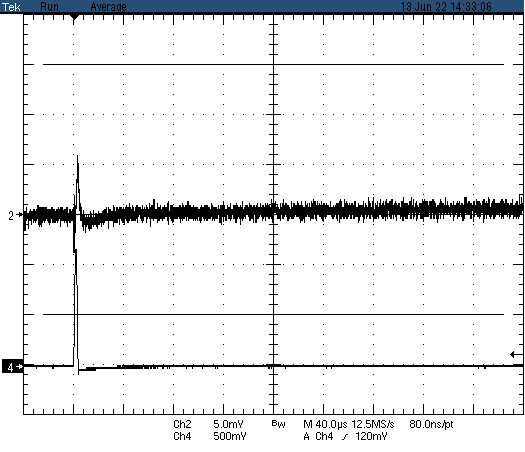 Tek Run Average 13 Jun 22 14:33:06
2
4
Ch2 5.0mV Bw M 40.0µs 12.5MS/s 80.0ns/pt
Ch4 500mV A Ch4 ∕ 120mV